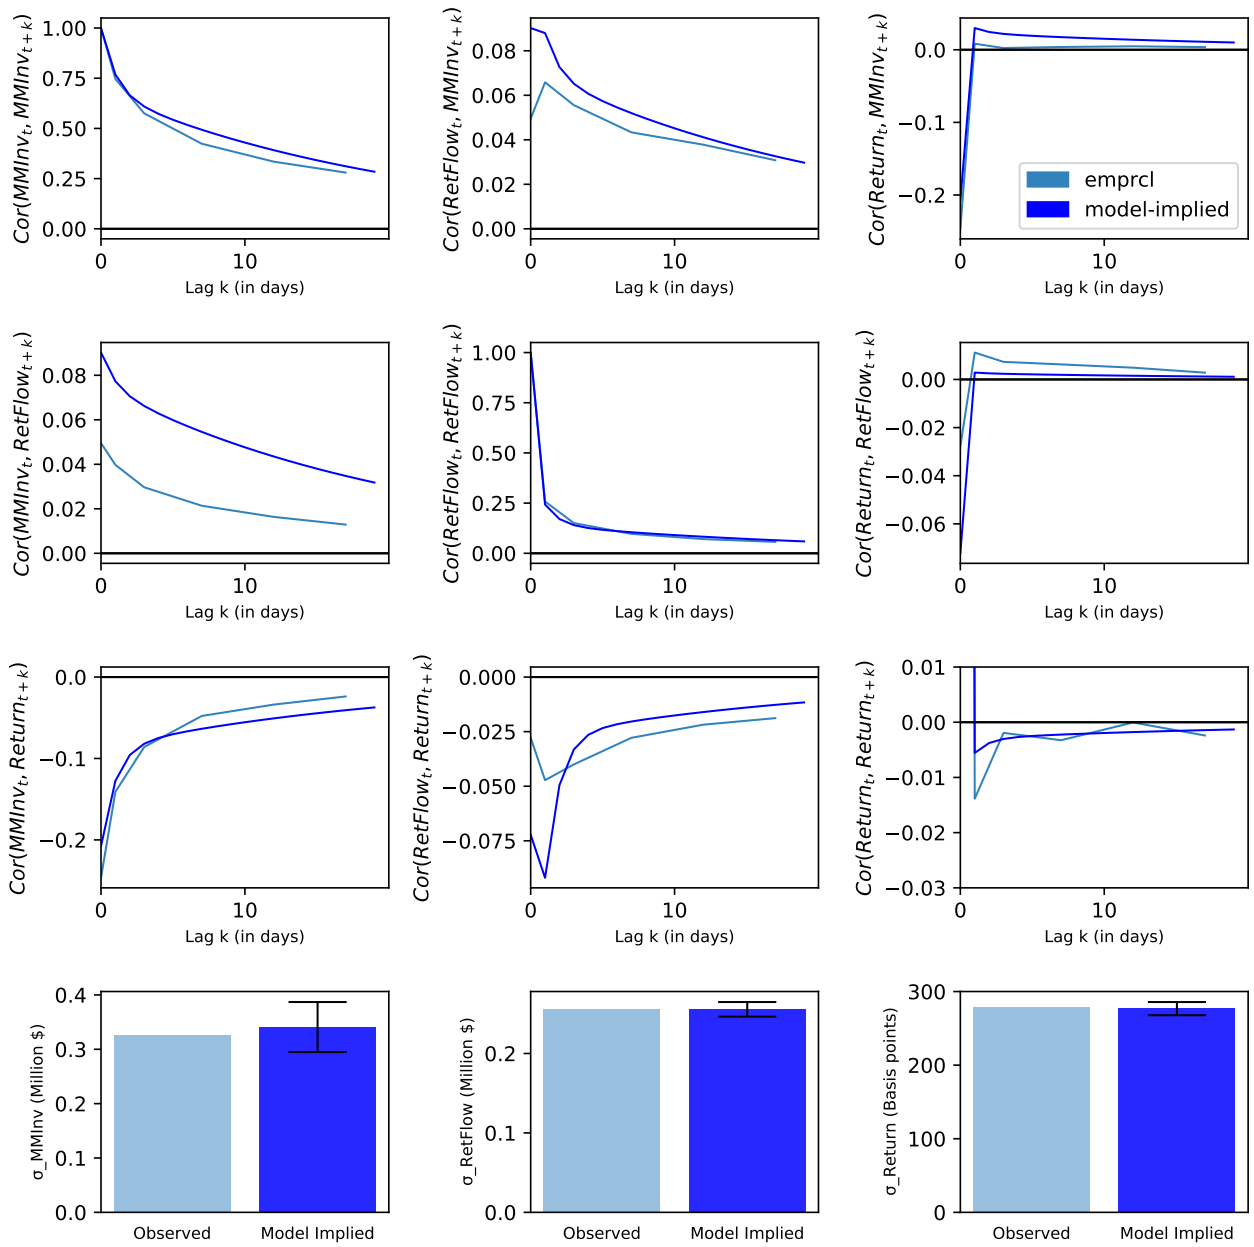 Cor(MMInv_t, MMInv_{t+k})
1.00
0.75
0.50
0.25
0.00
0
10
Lag k (in days)
Cor(RetFlow_t, MMInv_{t+k})
0.08
0.06
0.04
0.02
0.00
0
10
Lag k (in days)
Cor(Return_t, MMInv_{t+k})
0.0
−0.1
−0.2
emprcl
model-implied
0
10
Lag k (in days)
Cor(MMInv_t, RetFlow_{t+k})
0.08
0.06
0.04
0.02
0.00
0
10
Lag k (in days)
Cor(RetFlow_t, RetFlow_{t+k})
1.00
0.75
0.50
0.25
0.00
0
10
Lag k (in days)
Cor(Return_t, RetFlow_{t+k})
0.00
−0.02
−0.04
−0.06
0
10
Lag k (in days)
Cor(MMInv_t, Return_{t+k})
0.0
−0.1
−0.2
0
10
Lag k (in days)
Cor(RetFlow_t, Return_{t+k})
0.000
−0.025
−0.050
−0.075
0
10
Lag k (in days)
Cor(Return_t, Return_{t+k})
0.01
0.00
−0.01
−0.02
−0.03
0
10
Lag k (in days)
σ_MMInv (Million $)
0.4
0.3
0.2
0.1
0.0
Observed
Model Implied
σ_RetFlow (Million $)
0.2
0.1
0.0
Observed
Model Implied
σ_Return (Basis points)
300
200
100
0
Observed
Model Implied